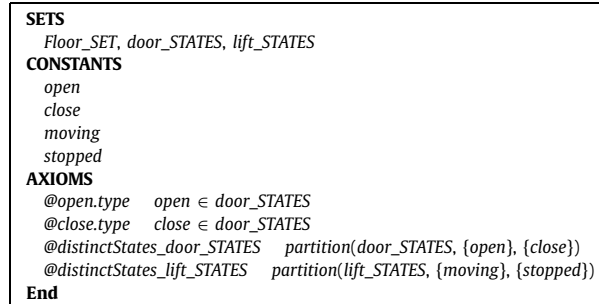 SETS
Floor_SET, door_STATES, lift_STATES
CONSTANTS
open
close
moving
stopped
AXIOMS
@open.type open ∈ door_STATES
@close.type close ∈ door_STATES
@distinctStates_door_STATES partition(door_STATES, {open}, {close})
@distinctStates_lift_STATES partition(lift_STATES, {moving}, {stopped})
End